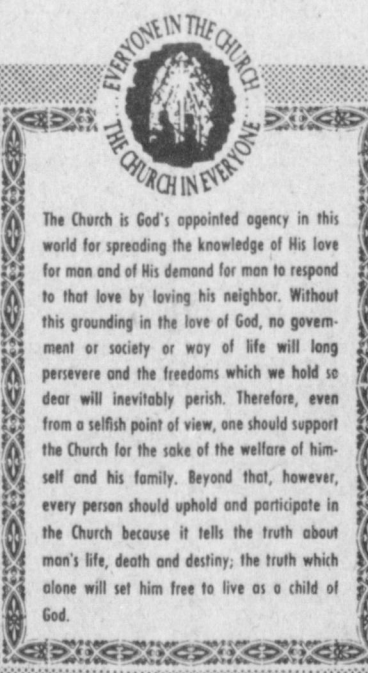 EVERYONE IN THE CHURCH
THE CHURCH IN EVERYONE
The Church is God's appointed agency in this
world for spreading the knowledge of His love
for man and of His demand for man to respond
to that love by loving his neighbor. Without
this grounding in the love of God, no govern-
ment or society or way of life will long
persevere and the freedoms which we hold so
dear will inevitably perish. Therefore, even
from a selfish point of view, one should support
the Church for the sake of the welfare of him-
self and his family. Beyond that, however,
every person should uphold and participate in
the Church because it tells the truth about
man's life, death and destiny; the truth which
alone will set him free to live as a child of
God.